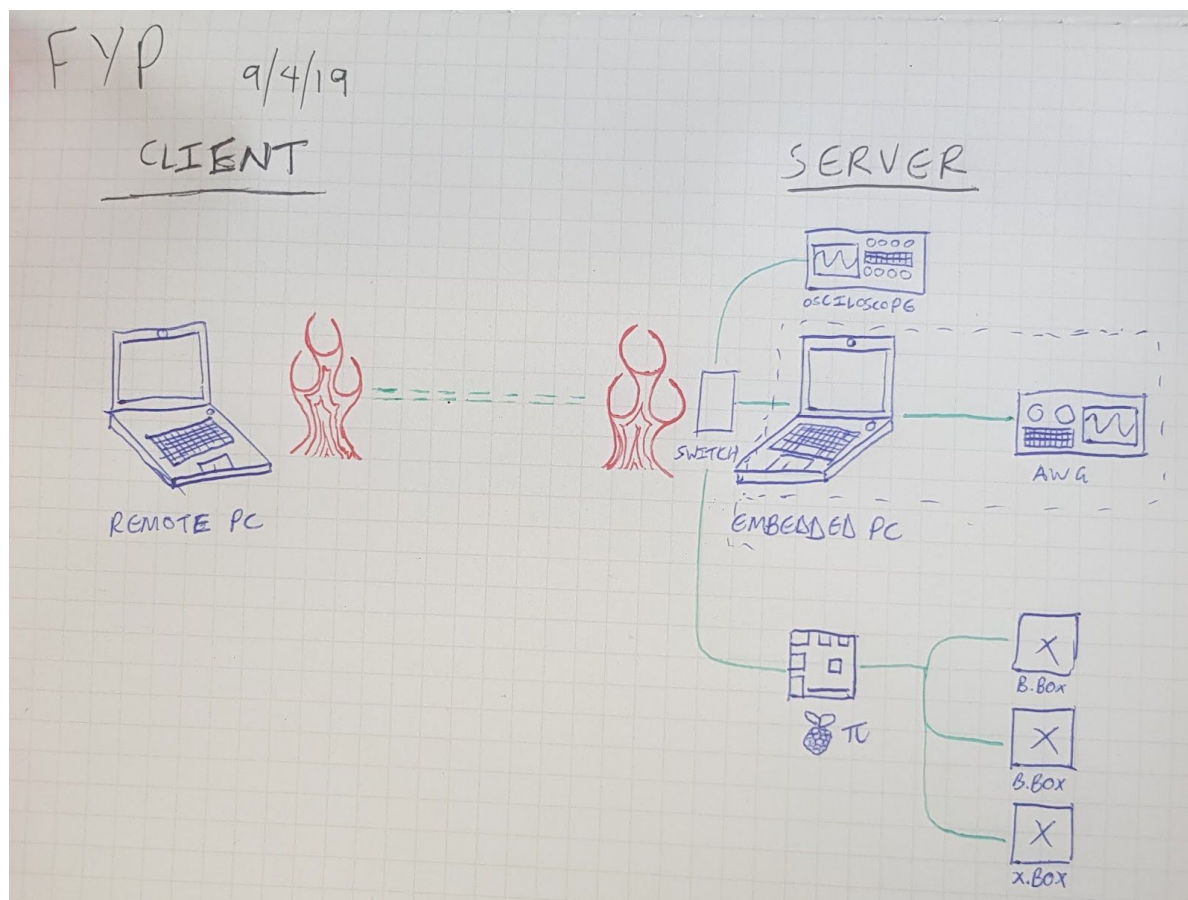 FYP 9/4/19
CLIENT
SERVER
OSCILOSCOPE
SWITCH
AWG
REMOTE PC
EMBEDDED PC
π
X
B.BOX
X
B.BOX
X
X.BOX